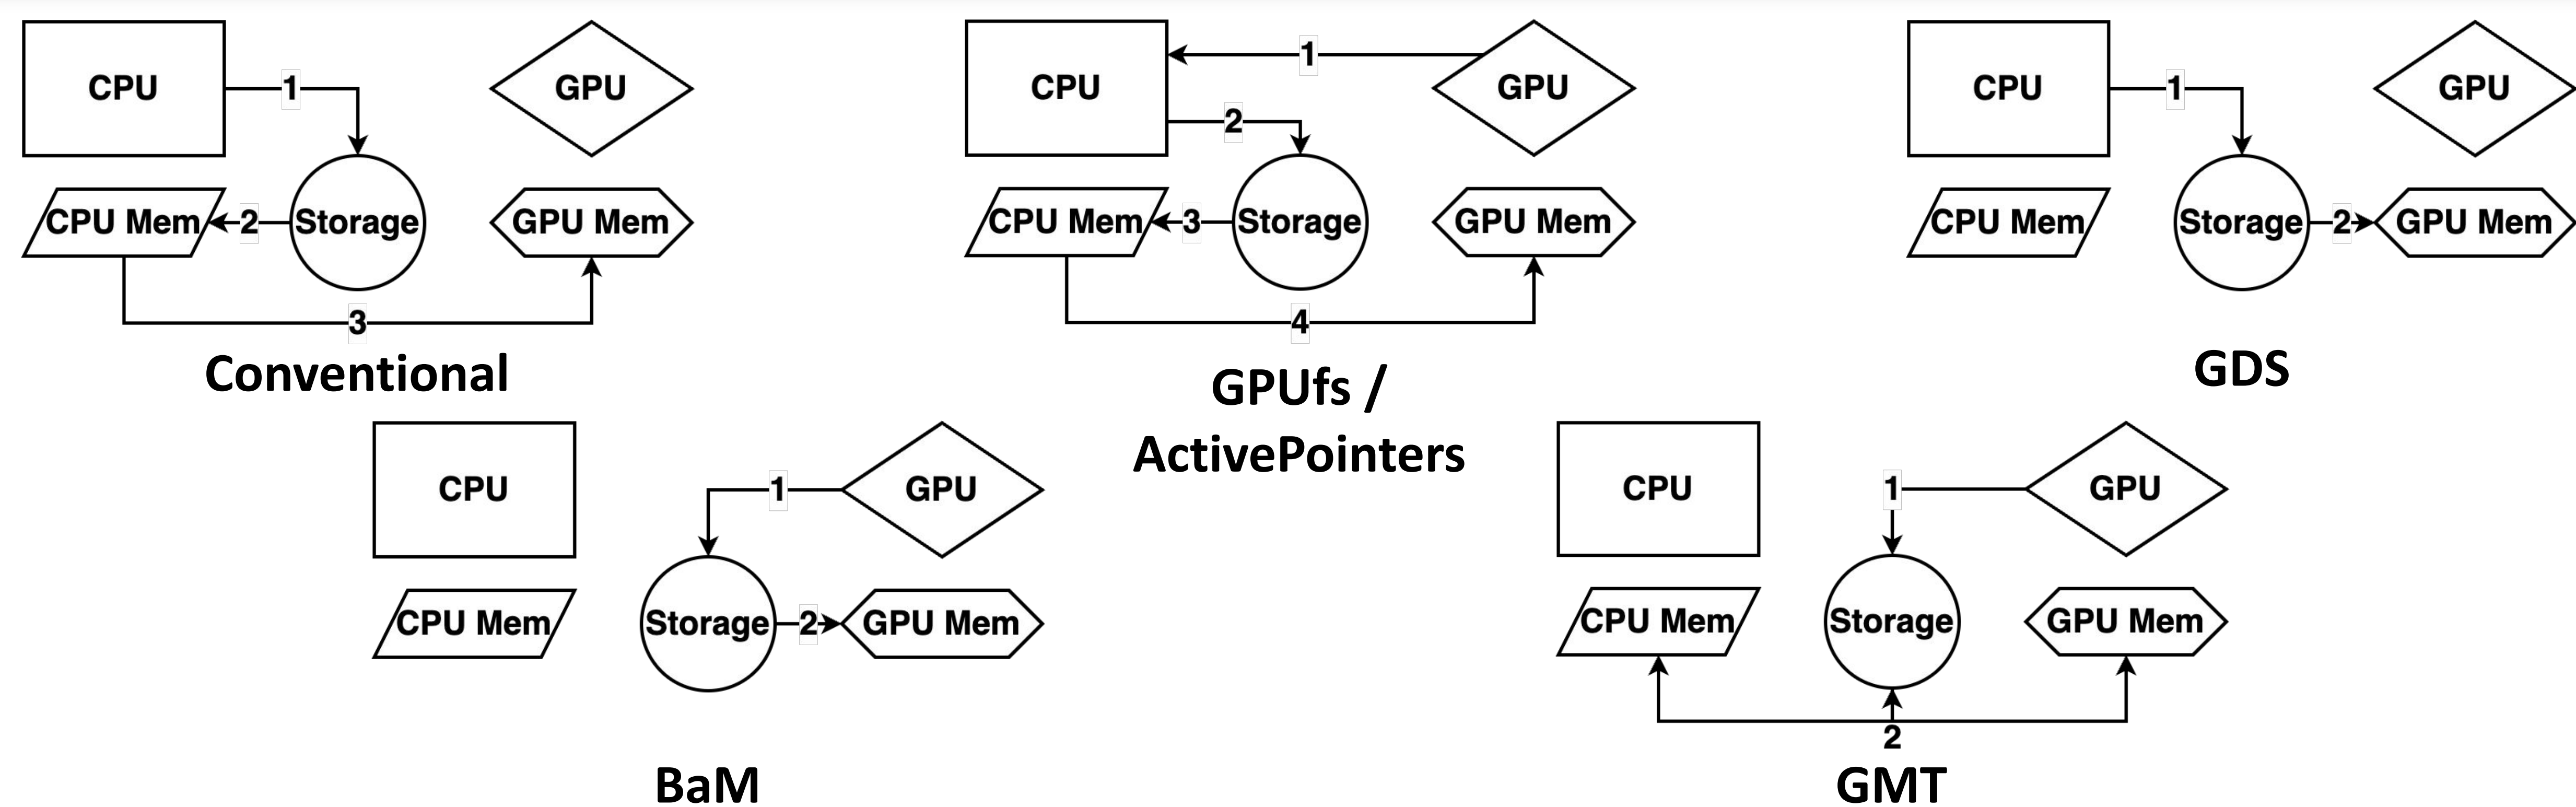 CPU
1
GPU
CPU Mem
2
Storage
GPU Mem
3
Conventional
CPU
1
GPU
2
CPU Mem
3
Storage
GPU Mem
4
GPUfs /
ActivePointers
CPU
1
GPU
CPU Mem
Storage
2
GPU Mem
GDS
CPU
1
GPU
CPU Mem
Storage
2
GPU Mem
BaM
CPU
1
GPU
CPU Mem
Storage
GPU Mem
2
GMT